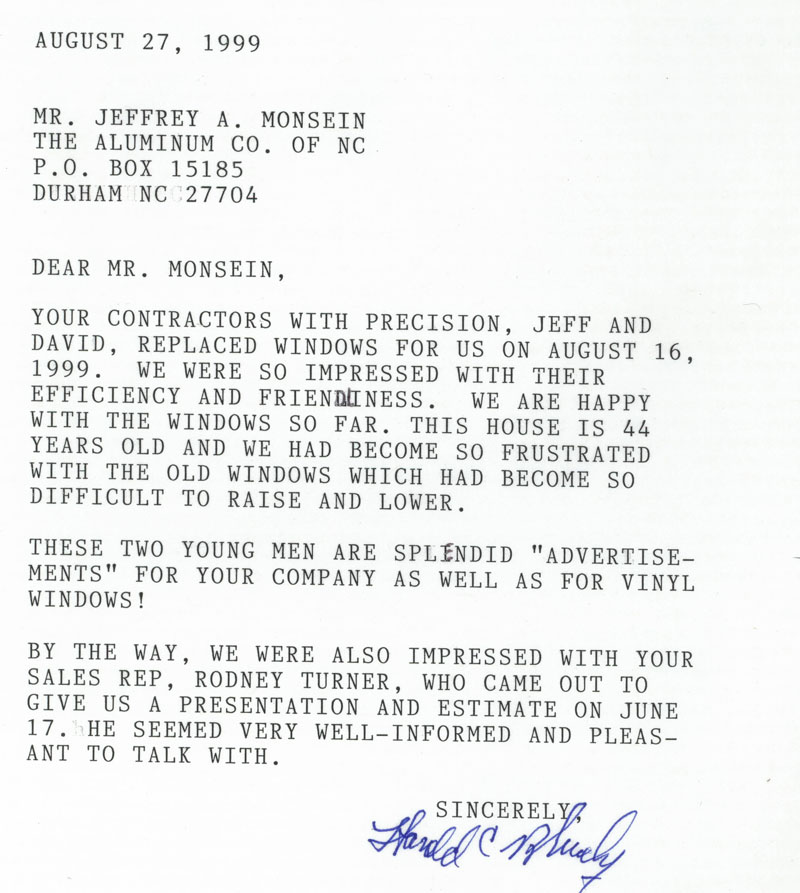 AUGUST 27, 1999
MR. JEFFREY A. MONSEIN
THE ALUMINUM CO. OF NC
P.O. BOX 15185
DURHAM NC 27704
DEAR MR. MONSEIN,
YOUR CONTRACTORS WITH PRECISION, JEFF AND
DAVID, REPLACED WINDOWS FOR US ON AUGUST 16,
1999. WE WERE SO IMPRESSED WITH THEIR
EFFICIENCY AND FRIENDLINESS. WE ARE HAPPY
WITH THE WINDOWS SO FAR. THIS HOUSE IS 44
YEARS OLD AND WE HAD BECOME SO FRUSTRATED
WITH THE OLD WINDOWS WHICH HAD BECOME SO
DIFFICULT TO RAISE AND LOWER.
THESE TWO YOUNG MEN ARE SPLENDID "ADVERTISE-
MENTS" FOR YOUR COMPANY AS WELL AS FOR VINYL
WINDOWS!
BY THE WAY, WE WERE ALSO IMPRESSED WITH YOUR
SALES REP, RODNEY TURNER, WHO CAME OUT TO
GIVE US A PRESENTATION AND ESTIMATE ON JUNE
17. HE SEEMED VERY WELL-INFORMED AND PLEAS-
ANT TO TALK WITH.
SINCERELY,
Harold C